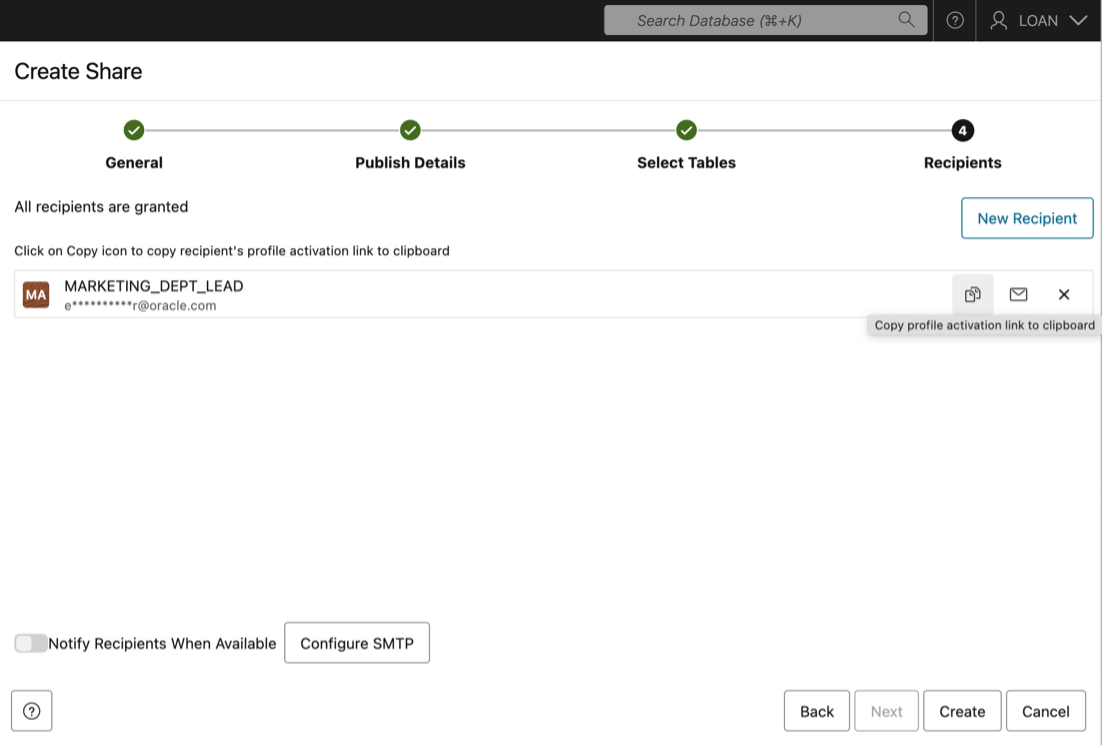 Search Database (⌘+K)
LOAN
Create Share
4
General
Publish Details
Select Tables
Recipients
All recipients are granted
New Recipient
Click on Copy icon to copy recipient's profile activation link to clipboard
MA
MARKETING_DEPT_LEAD
e**********r@oracle.com
Copy profile activation link to clipboard
Notify Recipients When Available
Configure SMTP
Back
Next
Create
Cancel